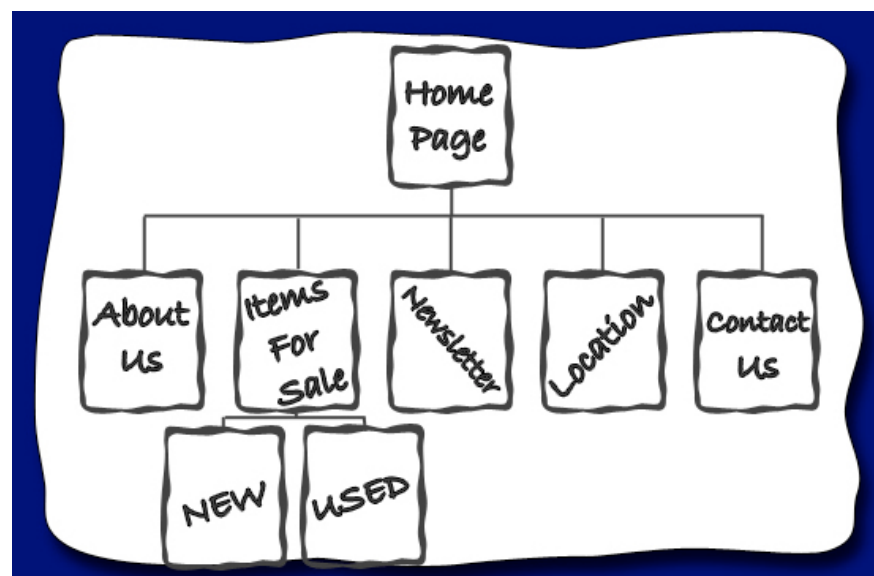 Home
Page
About
Us
Items
For
Sale
Newsletter
Location
Contact
Us
NEW
USED